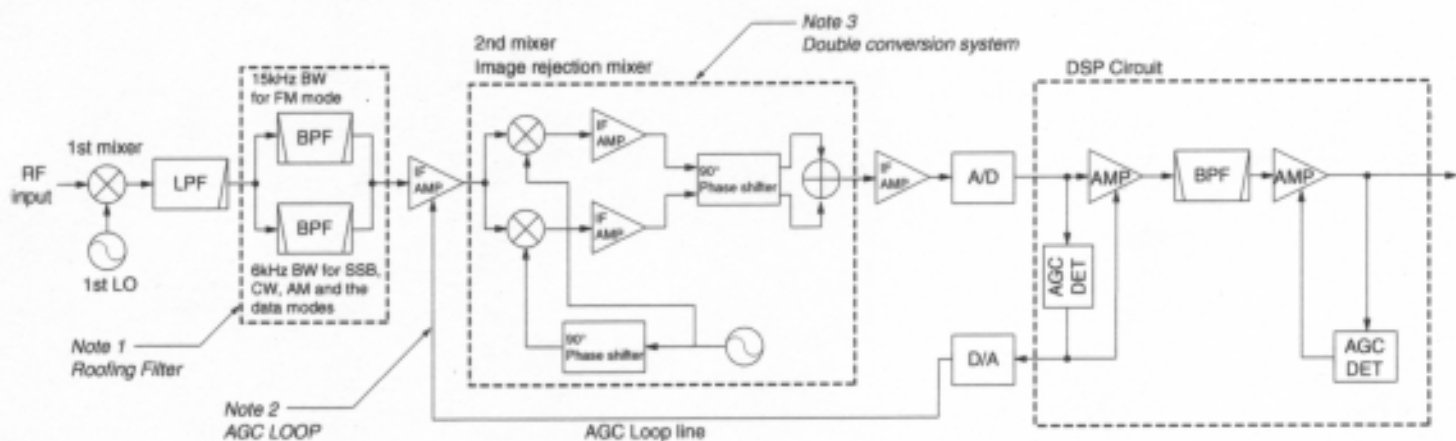 Note 3
Double conversion system
2nd mixer
Image rejection mixer
DSP Circuit
15kHz BW
for FM mode
BPF
1st mixer
RF
input
LPF
BPF
1st LO
6kHz BW for SSB,
CW, AM and the
data modes
IF
AMP
IF
AMP
IF
AMP
90°
Phase shifter
90°
Phase shifter
IF
AMP
A/D
AMP
BPF
AMP
AGC
DET
D/A
AGC
DET
Note 1
Roofing Filter
Note 2
AGC LOOP
AGC Loop line